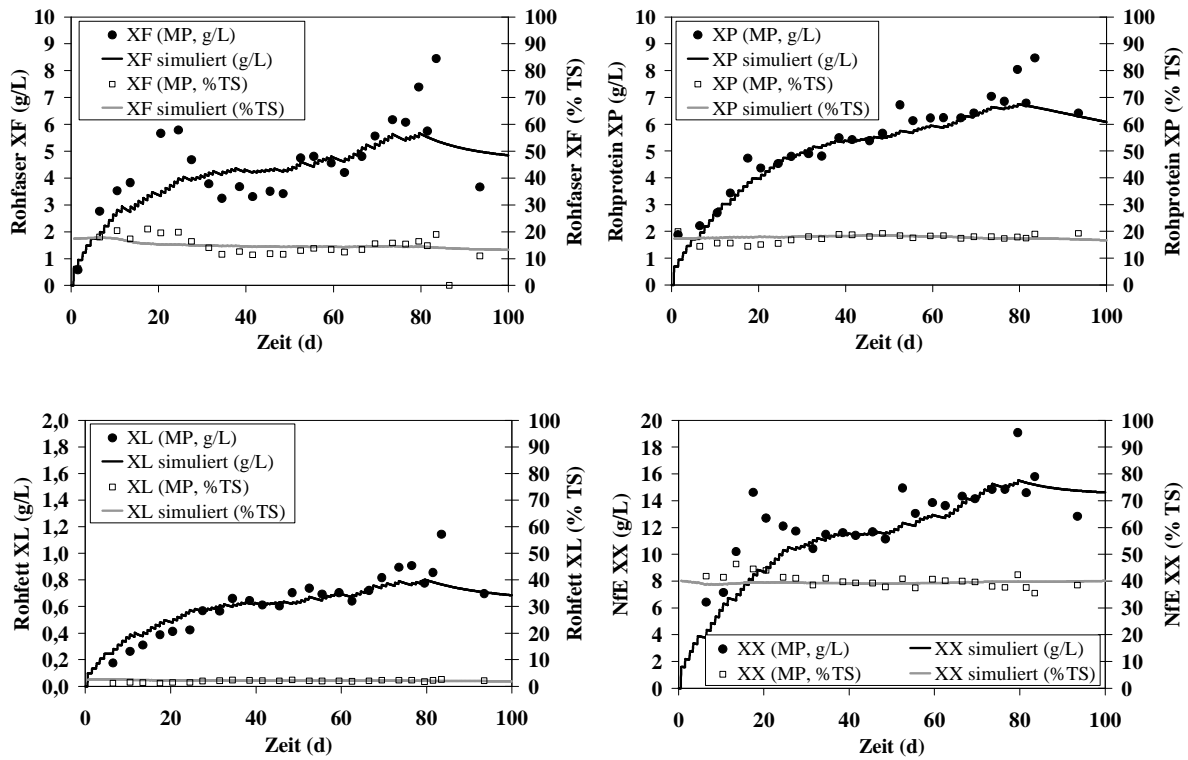 XF (MP, g/L)
XF simuliert (g/L)
XF (MP, %TS)
XF simuliert (%TS)
Rohfaser XF (g/L)
10
9
8
7
6
5
4
3
2
1
0
Rohfaser XF (% TS)
100
90
80
70
60
50
40
30
20
10
0
0 20 40 60 80 100
Zeit (d)
XP (MP, g/L)
XP simuliert (g/L)
XP (MP, %TS)
XP simuliert (%TS)
Rohprotein XP (g/L)
10
9
8
7
6
5
4
3
2
1
0
Rohprotein XP (% TS)
100
90
80
70
60
50
40
30
20
10
0
0 20 40 60 80 100
Zeit (d)
XL (MP, g/L)
XL simuliert (g/L)
XL (MP, %TS)
XL simuliert (%TS)
Rohfett XL (g/L)
2,0
1,8
1,6
1,4
1,2
1,0
0,8
0,6
0,4
0,2
0,0
Rohfett XL (% TS)
100
90
80
70
60
50
40
30
20
10
0
0 20 40 60 80 100
Zeit (d)
NfE XX (g/L)
20
18
16
14
12
10
8
6
4
2
0
NfE XX (% TS)
100
90
80
70
60
50
40
30
20
10
0
XX (MP, g/L) XX simuliert (g/L)
XX (MP, %TS) XX simuliert (%TS)
0 20 40 60 80 100
Zeit (d)